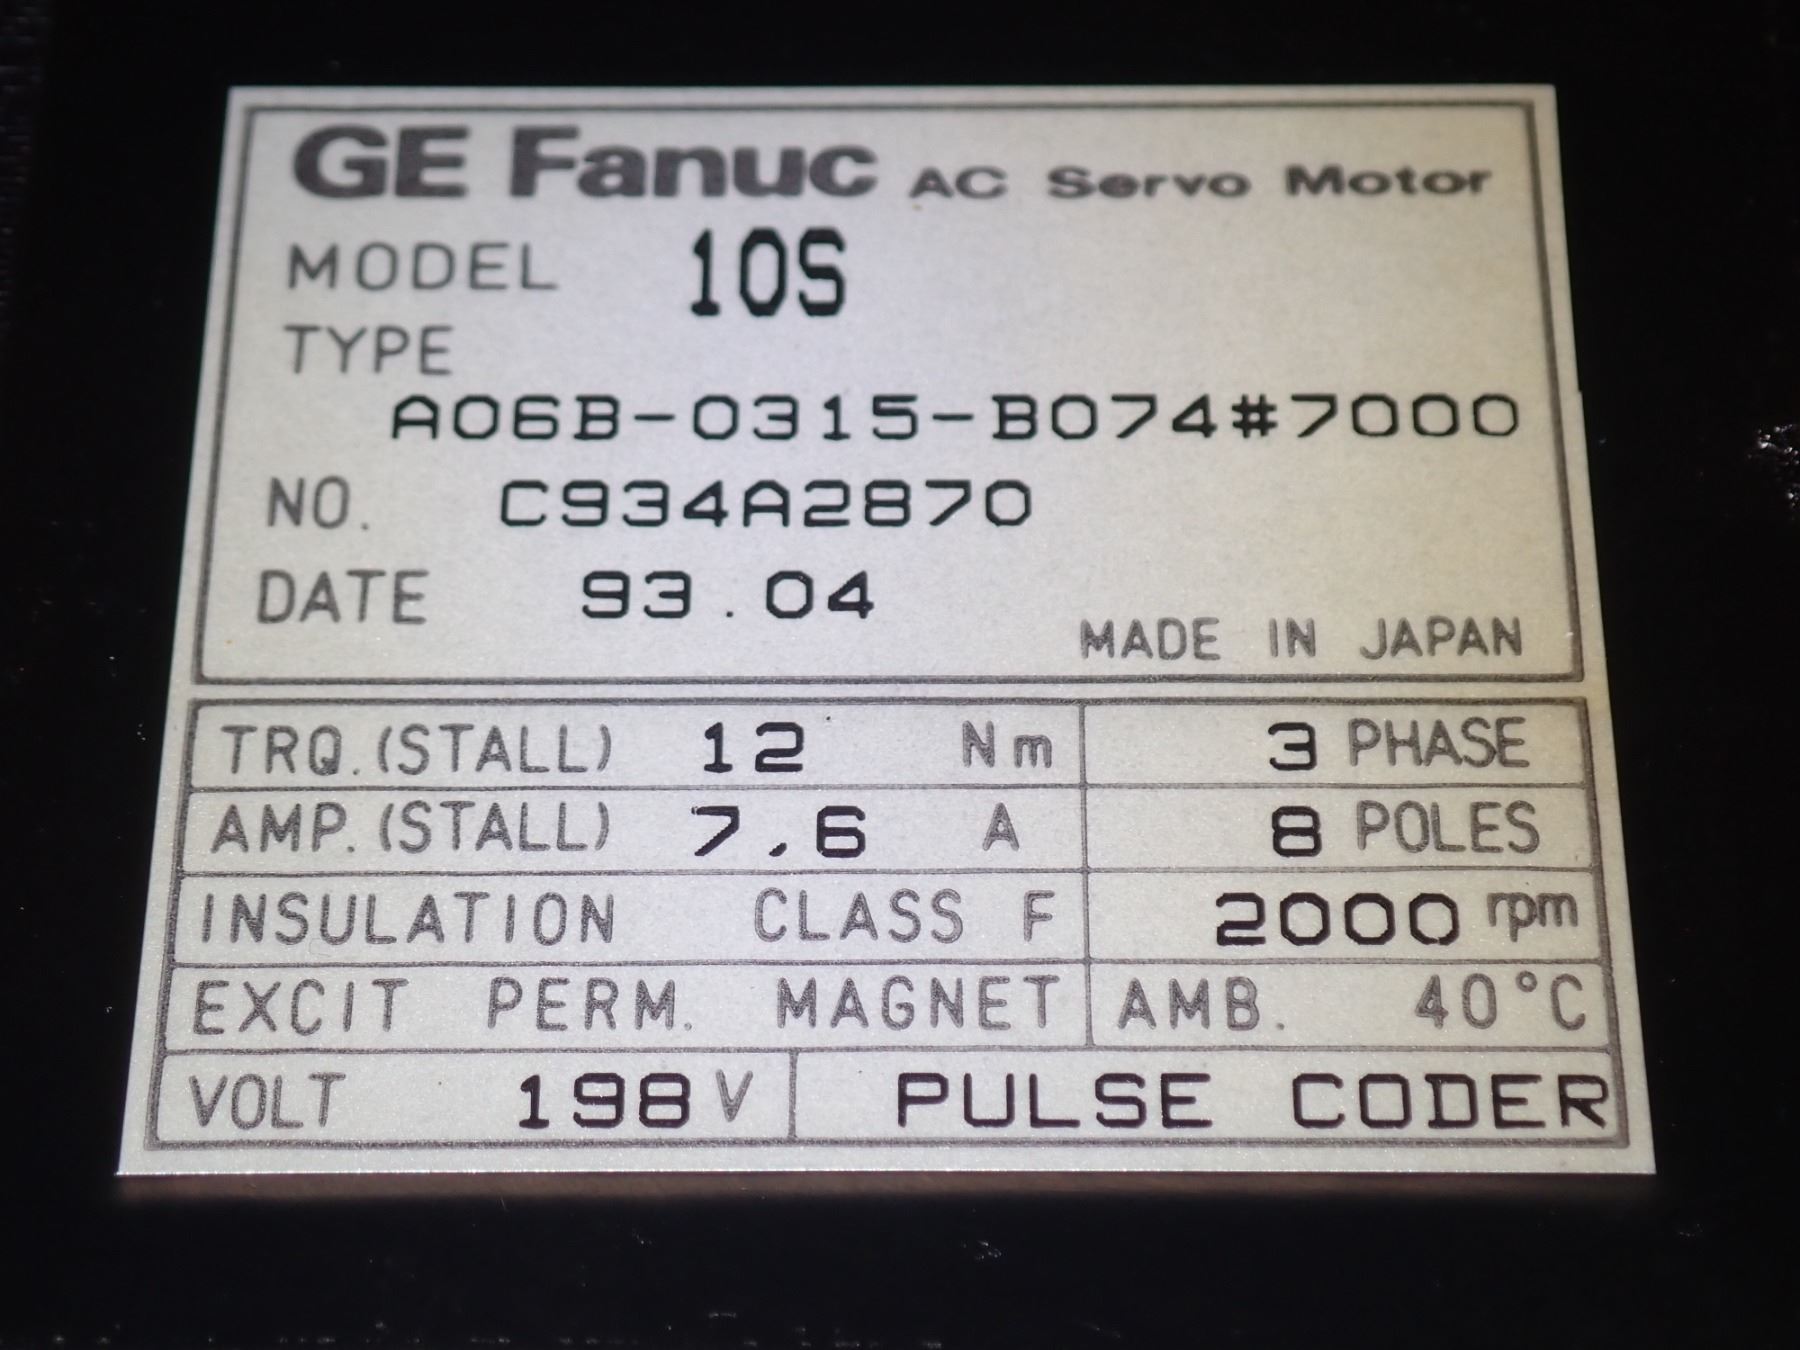 GE Fanuc AC Servo Motor
MODEL 10S
TYPE
A06B-0315-B074#7000
NO. C934A2870
DATE 93.04
MADE IN JAPAN
TRQ.(STALL) 12 Nm 3 PHASE
AMP.(STALL) 7.6 A 8 POLES
INSULATION CLASS F 2000 rpm
EXCIT PERM. MAGNET AMB. 40°C
VOLT 198 V PULSE CODER